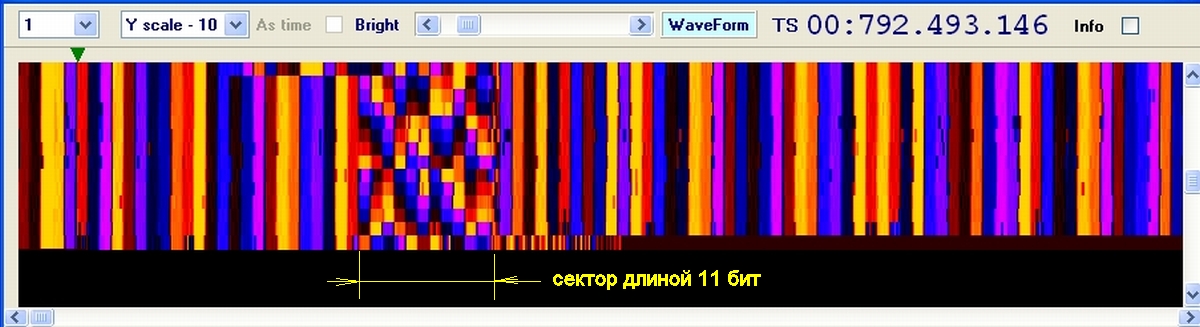 1 Y scale - 10 As time Bright WaveForm TS 00:792.493.146 Info
сектор длиной 11 бит